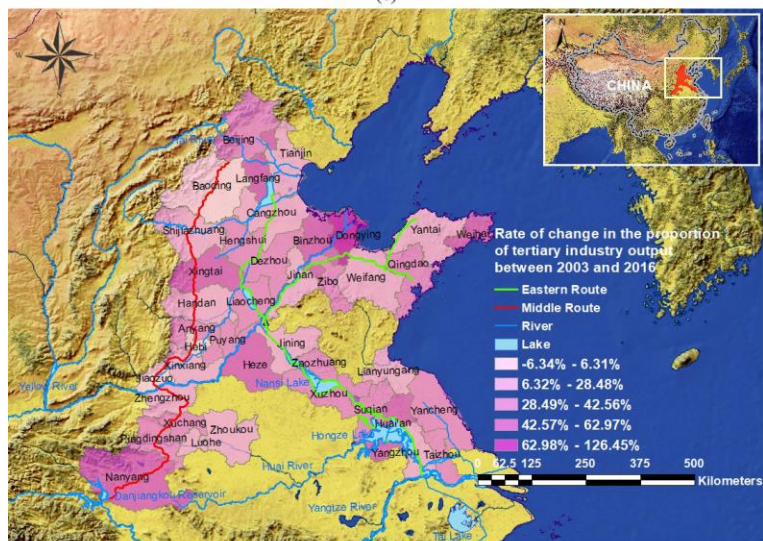 N
CHINA
Beijing
Tianjin
Langfang
Baoding
Cangzhou
Shijiazhuang
Hengshui
Binzhou
Dongying
Yantai
Weihai
Rate of change in the proportion
of tertiary industry output
between 2003 and 2016
Xingtai
Dezhou
Jinan
Zibo
Weifang
Qingdao
Eastern Route
Handan
Liaocheng
Middle Route
Anyang
River
Hebi
Puyang
Jining
Lake
Xinxiang
Jiaozuo
Heze
Zaozhuang
Lianyungang
-6.34% - 6.31%
Yellow River
Zhengzhou
Nansi Lake
Xuzhou
6.32% - 28.48%
Xuchang
Suqian
Yancheng
28.49% - 42.56%
Pingdingshan
Luohe
Zhoukou
Huai'an
42.57% - 62.97%
Hongze Lake
Yangzhou
Taizhou
62.98% - 126.45%
Nanyang
Huai River
0 62.5 125 250 375 500
Kilometers
Danjiangkou Reservoir
Yangtze River
Tai Lake